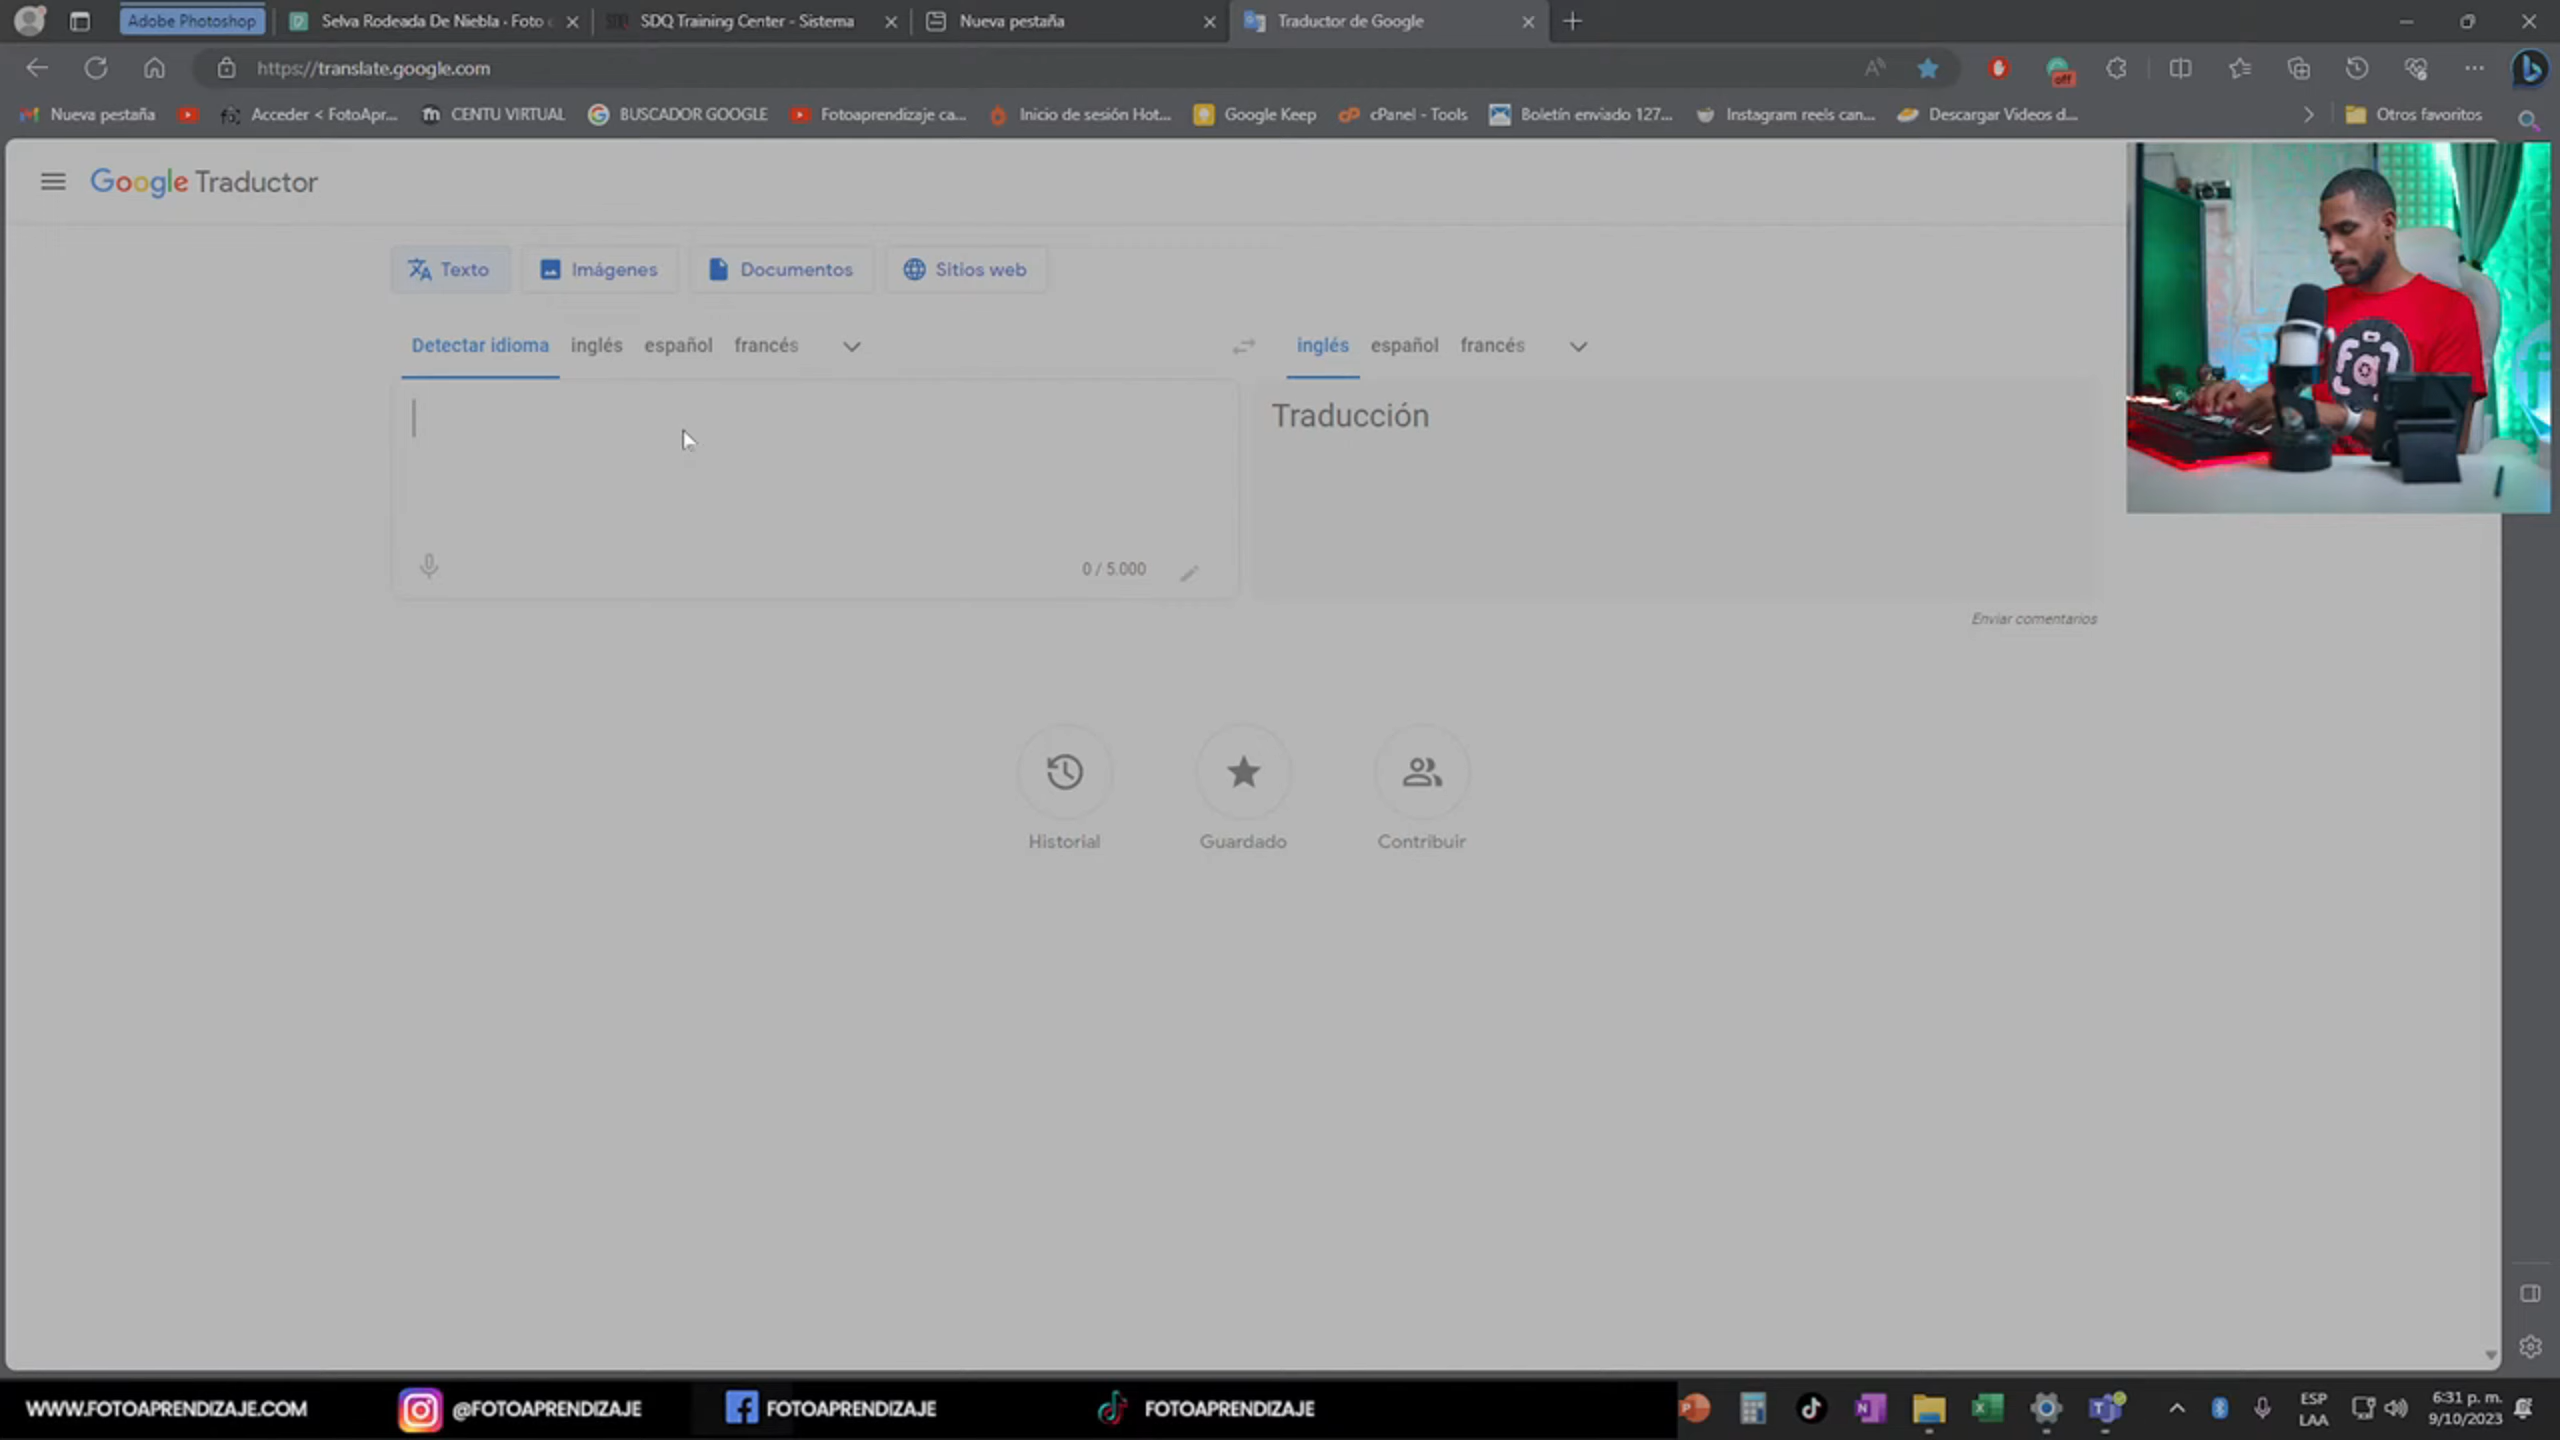 Adobe Photoshop
Selva Rodeada De Niebla - Foto
SDQ Training Center - Sistema
Nueva pestaña
Traductor de Google
https://translate.google.com
off
Nueva pestaña
Acceder < FotoApr...
CENTU VIRTUAL
BUSCADOR GOOGLE
Fotoaprendizaje ca...
Inicio de sesión Hot...
Google Keep
cPanel - Tools
Boletín enviado 127...
Instagram reels can...
Descargar Videos d...
Otros favoritos
Google Traductor
Texto
Imágenes
Documentos
Sitios web
Detectar idioma
inglés
español
francés
inglés
español
francés
Traducción
0 / 5.000
Enviar comentarios
Historial
Guardado
Contribuir
WWW.FOTOAPRENDIZAJE.COM
@FOTOAPRENDIZAJE
FOTOAPRENDIZAJE
FOTOAPRENDIZAJE
ESP
LAA
6:31 p. m.
9/10/2023